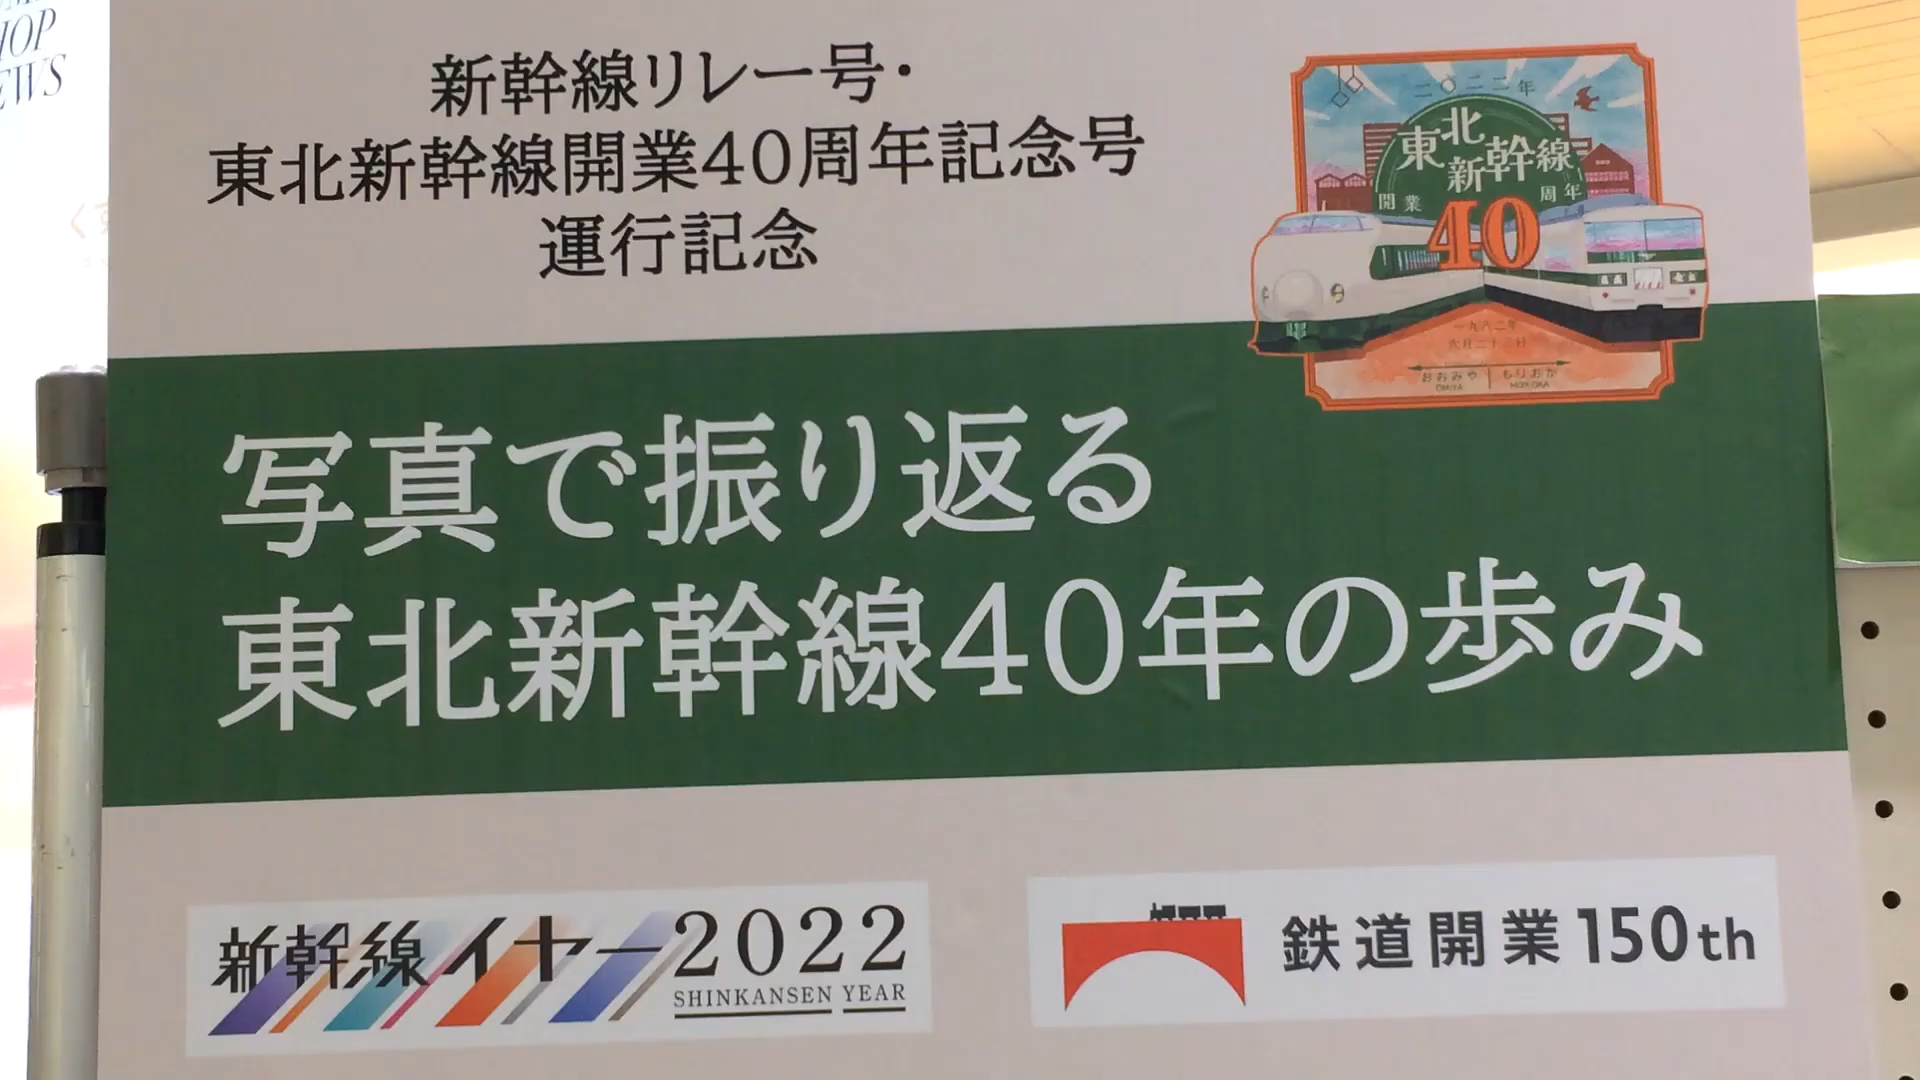 HOP
EWS
新幹線リレー号・
東北新幹線開業40周年記念号
運行記念
二〇二二年
東北
新幹線
開業
周年
40
一九八二年
六月二十三日
おおみや
もりおか
OMIYA
MORIOKA
写真で振り返る
東北新幹線40年の歩み
新幹線イヤー2022
SHINKANSEN YEAR
鉄道開業150th